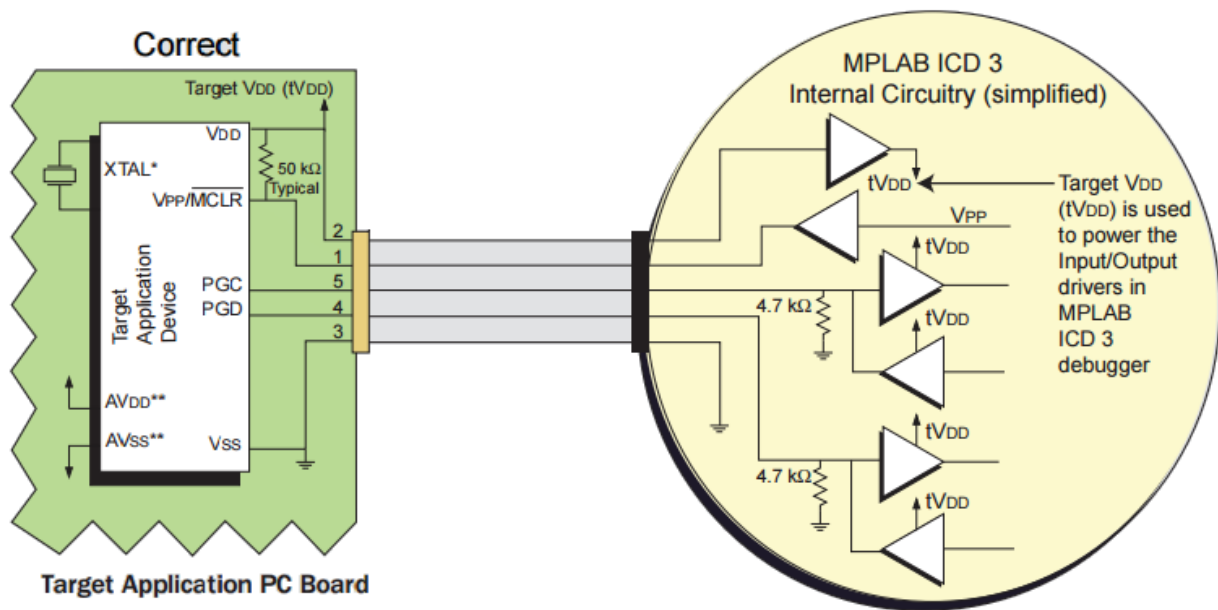 Correct
Target VDD (tVDD)
VDD
XTAL*
50 kΩ
Typical
VPP/MCLR
Target
Application
Device
PGC
PGD
AVDD**
AVSS**
VSS
2
1
5
4
3
Target Application PC Board
MPLAB ICD 3
Internal Circuitry (simplified)
tVDD
VPP
tVDD
4.7 kΩ
tVDD
tVDD
4.7 kΩ
tVDD
Target VDD
(tVDD) is used
to power the
Input/Output
drivers in
MPLAB
ICD 3
debugger